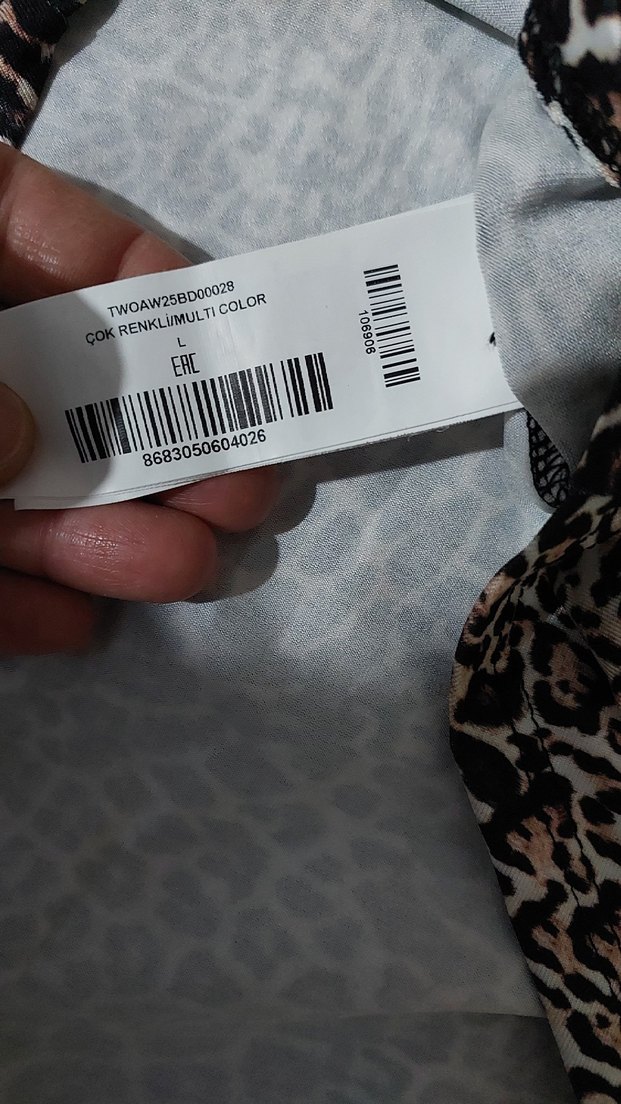 TWOAW25BD00028
ÇOK RENKLİ/MULTI COLOR
L
EAC
8683050604026
106906